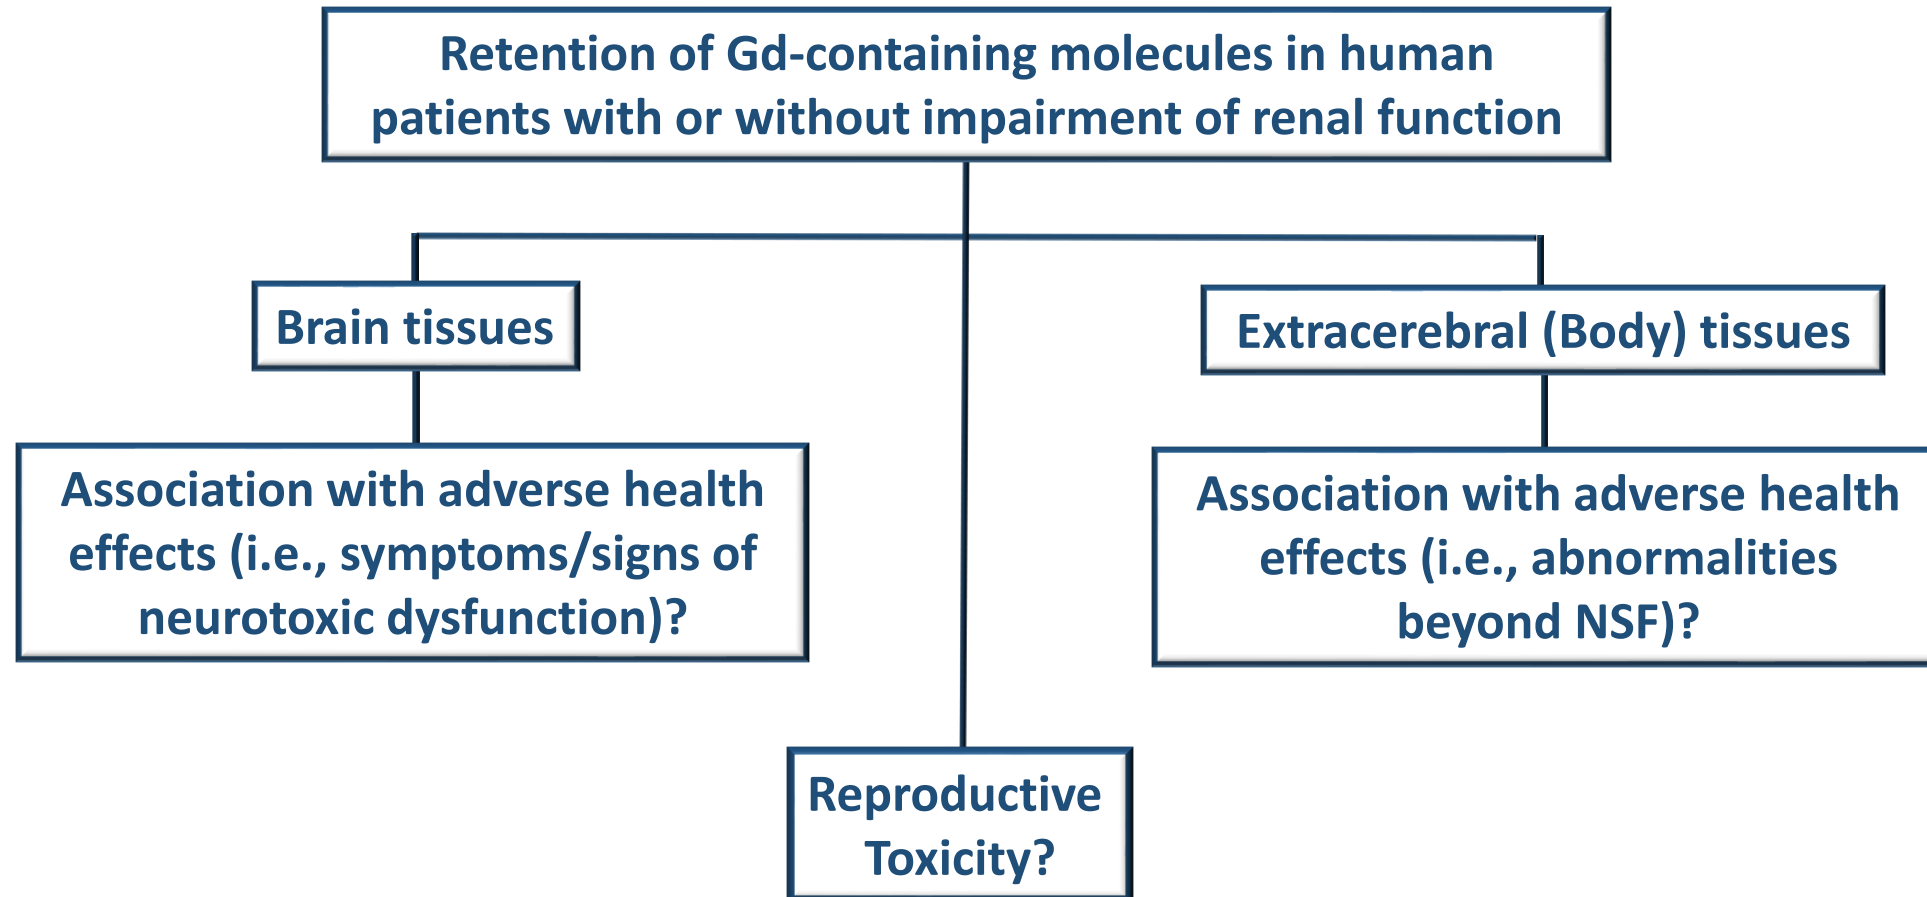 Retention of Gd-containing molecules in human
patients with or without impairment of renal function
Brain tissues
Extracerebral (Body) tissues
Association with adverse health
effects (i.e., symptoms/signs of
neurotoxic dysfunction)?
Association with adverse health
effects (i.e., abnormalities
beyond NSF)?
Reproductive
Toxicity?